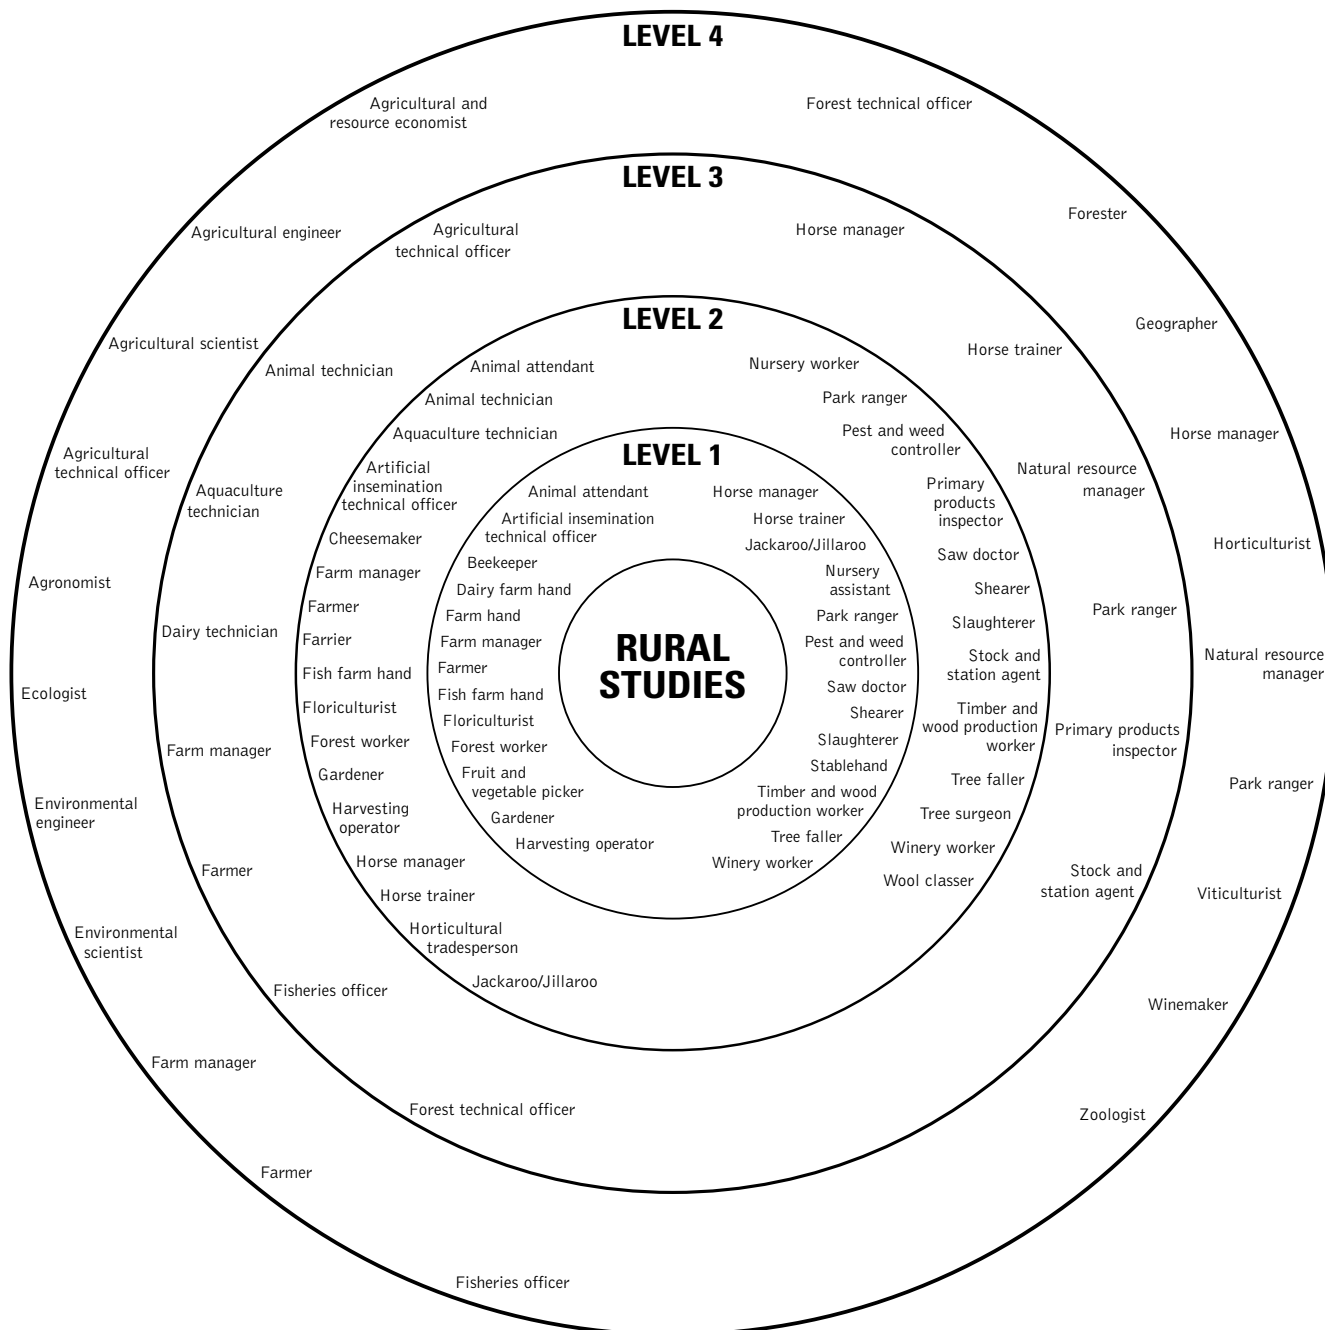 LEVEL 4
Agricultural and
resource economist
Agricultural engineer
Agricultural scientist
Agricultural
technical officer
Agronomist
Ecologist
Environmental
engineer
Environmental
scientist
Farm manager
Farmer
Fisheries officer
Forest technical officer
Forester
Geographer
Horse manager
Horticulturist
Natural resource
manager
Park ranger
Viticulturist
Winemaker
Zoologist
LEVEL 3
Agricultural
technical officer
Animal technician
Aquaculture
technician
Dairy technician
Farm manager
Farmer
Fisheries officer
Forest technical officer
Horse manager
Horse trainer
Natural resource
manager
Park ranger
Primary products
inspector
Stock and
station agent
LEVEL 2
Animal attendant
Animal technician
Aquaculture technician
Artificial
insemination
technical officer
Cheesemaker
Farm manager
Farmer
Farrier
Fish farm hand
Floriculturist
Forest worker
Gardener
Harvesting
operator
Horse manager
Horse trainer
Horticultural
tradesperson
Jackaroo/Jillaroo
Nursery worker
Park ranger
Pest and weed
controller
Primary
products
inspector
Saw doctor
Shearer
Slaughterer
Stock and
station agent
Timber and
wood production
worker
Tree faller
Tree surgeon
Winery worker
Wool classer
LEVEL 1
Animal attendant
Artificial insemination
technical officer
Beekeeper
Dairy farm hand
Farm hand
Farm manager
Farmer
Fish farm hand
Floriculturist
Forest worker
Fruit and
vegetable picker
Gardener
Harvesting operator
Horse manager
Horse trainer
Jackaroo/Jillaroo
Nursery
assistant
Park ranger
Pest and weed
controller
Saw doctor
Shearer
Slaughterer
Stablehand
Timber and wood
production worker
Tree faller
Winery worker
RURAL
STUDIES